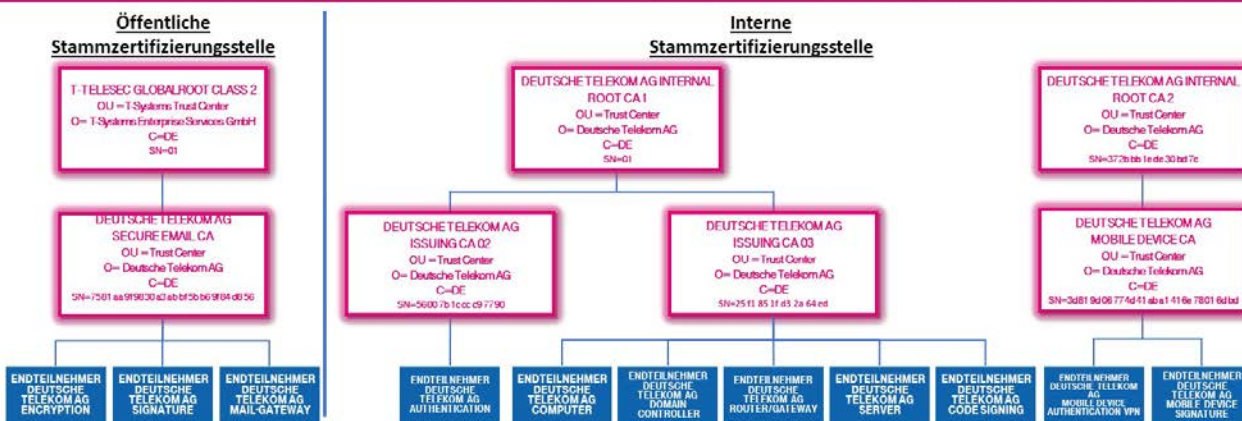 Öffentliche
Stammzertifizierungsstelle
Interne
Stammzertifizierungsstelle
T-TELESEC GLOBALROOT CLASS 2
OU = T-Systems Trust Center
O= T-Systems Enterprise Services GmbH
C=DE
SN=01
DEUTSCHE TELEKOM AG INTERNAL
ROOT CA 1
OU = Trust Center
O= Deutsche Telekom AG
C=DE
SN=01
DEUTSCHE TELEKOM AG INTERNAL
ROOT CA 2
OU = Trust Center
O= Deutsche Telekom AG
C=DE
DEUTSCHE TELEKOM AG
SECURE EMAIL CA
OU = Trust Center
O= Deutsche Telekom AG
C=DE
DEUTSCHE TELEKOM AG
ISSUING CA 02
OU = Trust Center
O= Deutsche Telekom AG
C=DE
SN=56007b1cccc97790
DEUTSCHE TELEKOM AG
ISSUING CA 03
OU = Trust Center
O= Deutsche Telekom AG
C=DE
SN=25f1851fd32a64ed
DEUTSCHE TELEKOM AG
MOBILE DEVICE CA
OU = Trust Center
O= Deutsche Telekom AG
C=DE
ENDTEILNEHMER
DEUTSCHE
TELEKOM AG
ENCRYPTION
ENDTEILNEHMER
DEUTSCHE
TELEKOM AG
SIGNATURE
ENDTEILNEHMER
DEUTSCHE
TELEKOM AG
MAIL-GATEWAY
ENDTEILNEHMER
DEUTSCHE
TELEKOM AG
AUTHENTICATION
ENDTEILNEHMER
DEUTSCHE
TELEKOM AG
COMPUTER
ENDTEILNEHMER
DEUTSCHE
TELEKOM AG
DOMAIN
CONTROLLER
ENDTEILNEHMER
DEUTSCHE
TELEKOM AG
ROUTER/GATEWAY
ENDTEILNEHMER
DEUTSCHE
TELEKOM AG
SERVER
ENDTEILNEHMER
DEUTSCHE
TELEKOM AG
CODE SIGNING
ENDTEILNEHMER
DEUTSCHE TELEKOM
AG
MOBILE DEVICE
AUTHENTICATION VPN
ENDTEILNEHMER
DEUTSCHE
TELEKOM AG
MOBILE DEVICE
SIGNATURE